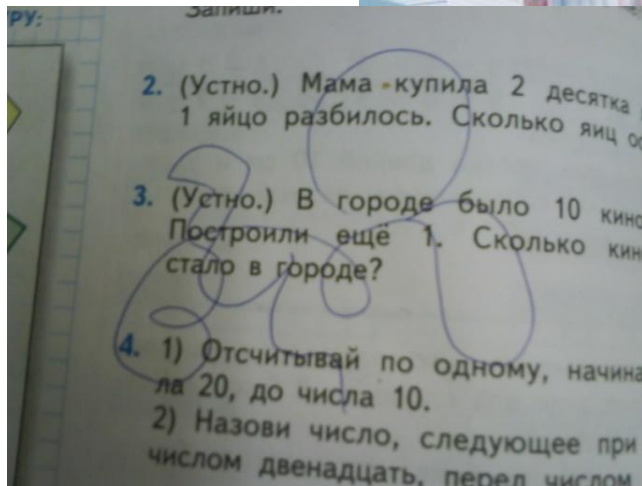 РУ:
Запиши.
2. (Устно.) Мама купила 2 десятка
1 яйцо разбилось. Сколько яиц
3. (Устно.) В городе было 10
Построили ещё 1. Сколько
стало в городе?
4. 1) Отсчитывай по одному,
ла 20, до числа 10.
2) Назови число, следующее при
числом двенадцать, перед числом